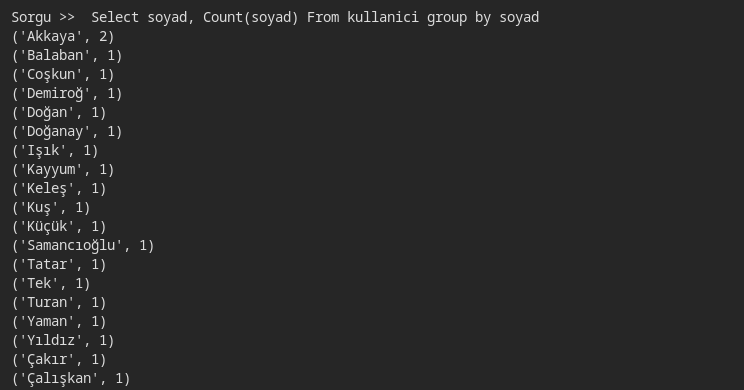 Sorgu >>  Select soyad, Count(soyad) From kullanici group by soyad
('Akkaya', 2)
('Balaban', 1)
('Coşkun', 1)
('Demiroğ', 1)
('Doğan', 1)
('Doğanay', 1)
('Işık', 1)
('Kayyum', 1)
('Keleş', 1)
('Kuş', 1)
('Küçük', 1)
('Samancıoğlu', 1)
('Tatar', 1)
('Tek', 1)
('Turan', 1)
('Yaman', 1)
('Yıldız', 1)
('Çakır', 1)
('Çalışkan', 1)